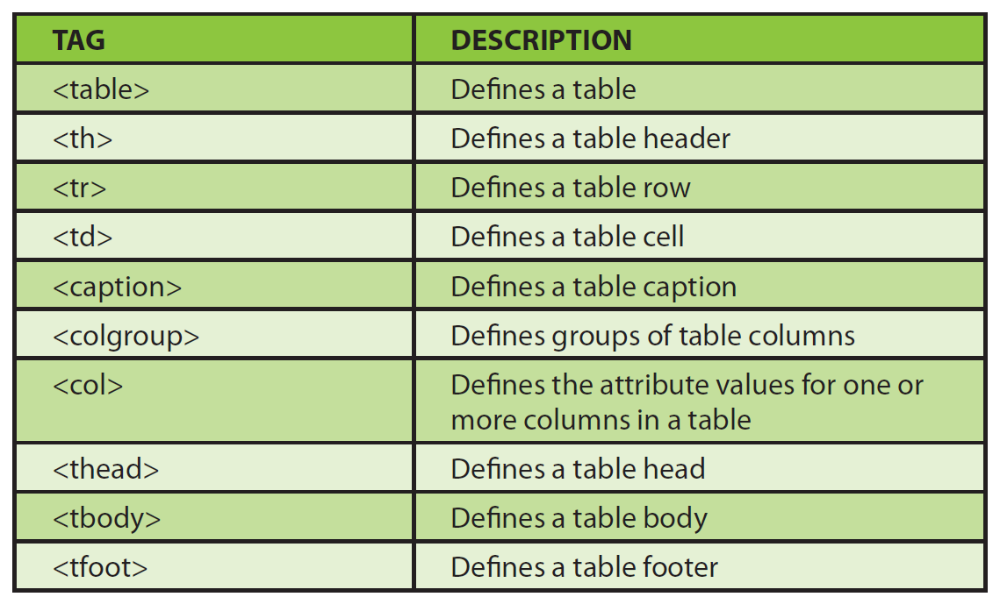 TAG DESCRIPTION
<table> Defines a table
<th> Defines a table header
<tr> Defines a table row
<td> Defines a table cell
<caption> Defines a table caption
<colgroup> Defines groups of table columns
<col> Defines the attribute values for one or
more columns in a table
<thead> Defines a table head
<tbody> Defines a table body
<tfoot> Defines a table footer